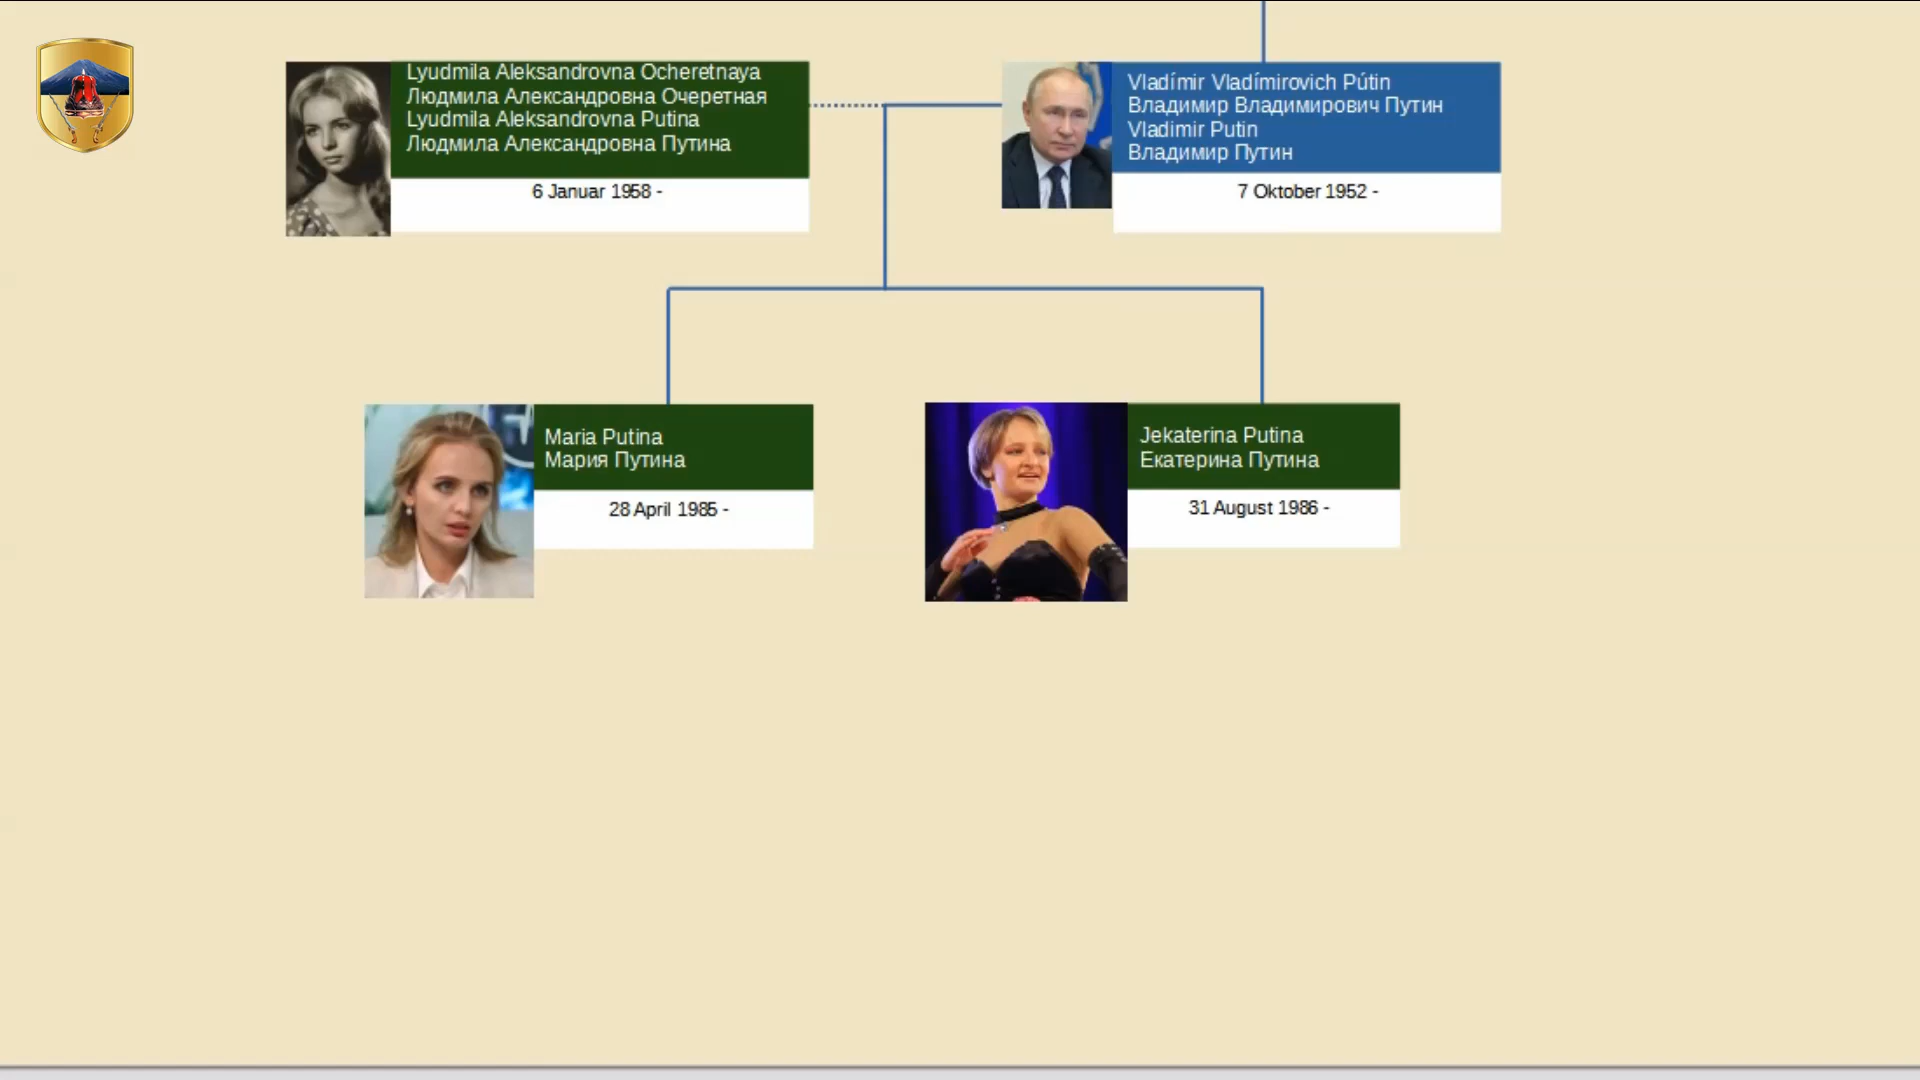 Lyudmila Aleksandrovna Ocheretnaya
Людмила Александровна Очеретная
Lyudmila Aleksandrovna Putina
Людмила Александровна Путина
6 Januar 1958 -
Vladímir Vladímirovich Pútin
Владимир Владимирович Путин
Vladimir Putin
Владимир Путин
7 Oktober 1952 -
Maria Putina
Мария Путина
28 April 1985 -
Jekaterina Putina
Екатерина Путина
31 August 1986 -